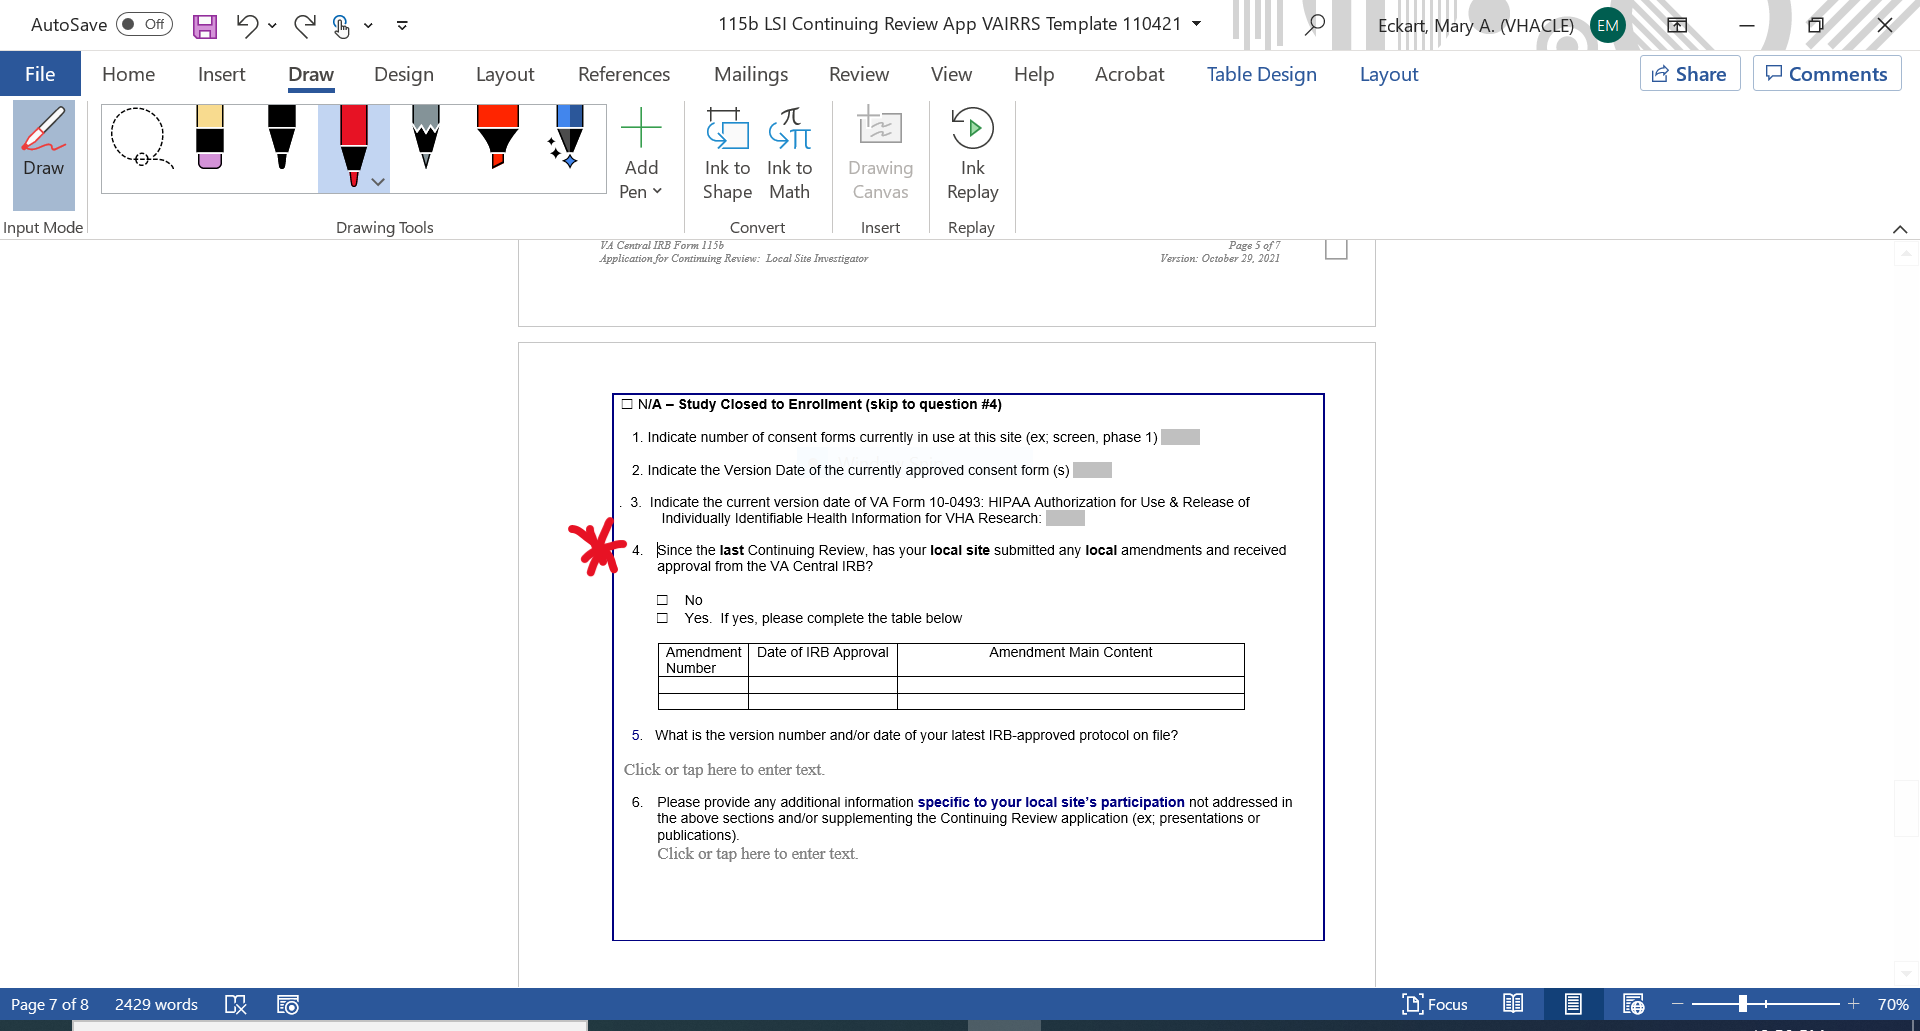 AutoSave Off
115b LSI Continuing Review App VAIRRS Template 110421
Eckart, Mary A. (VHACLE) EM
File Home Insert Draw Design Layout References Mailings Review View Help Acrobat Table Design Layout Share Comments
Draw
Add Pen
Ink to Shape
Ink to Math
Drawing Canvas
Ink Replay
Input Mode Drawing Tools Convert Insert Replay
VA Central IRB Form 115b Page 5 of 7
Application for Continuing Review: Local Site Investigator Version: October 29, 2021
☐ N/A – Study Closed to Enrollment (skip to question #4)
1. Indicate number of consent forms currently in use at this site (ex; screen, phase 1)
2. Indicate the Version Date of the currently approved consent form (s)
. 3. Indicate the current version date of VA Form 10-0493: HIPAA Authorization for Use & Release of
Individually Identifiable Health Information for VHA Research:
4. Since the last Continuing Review, has your local site submitted any local amendments and received
approval from the VA Central IRB?
☐ No
☐ Yes. If yes, please complete the table below
Amendment Number Date of IRB Approval Amendment Main Content
5. What is the version number and/or date of your latest IRB-approved protocol on file?
Click or tap here to enter text.
6. Please provide any additional information specific to your local site's participation not addressed in
the above sections and/or supplementing the Continuing Review application (ex; presentations or
publications).
Click or tap here to enter text.
Page 7 of 8 2429 words Focus 70%